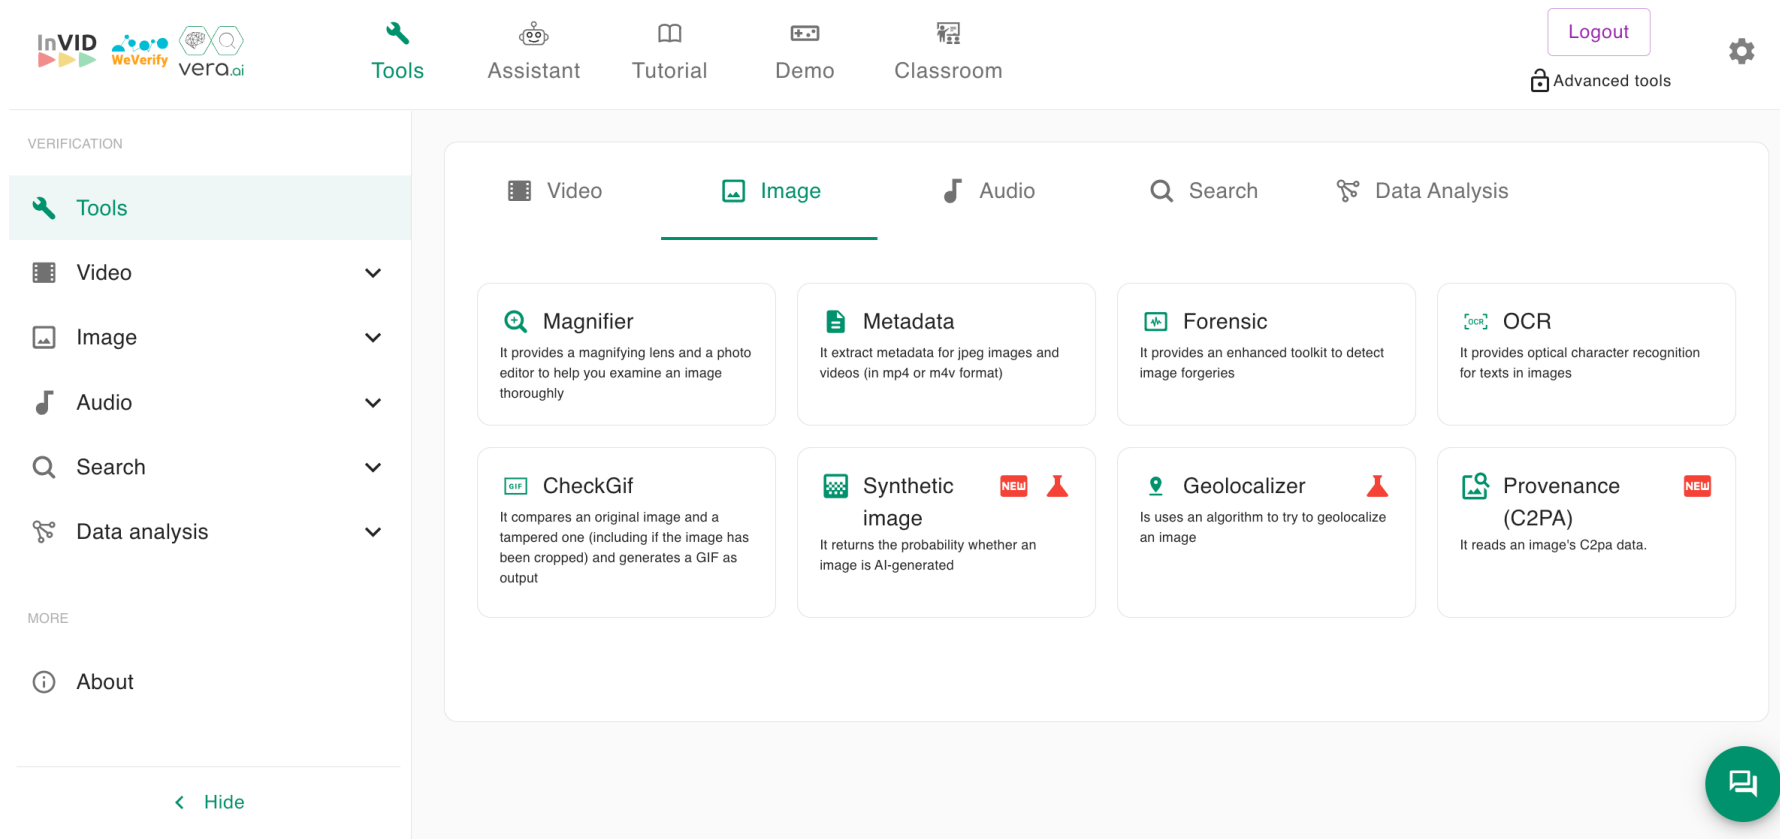 InVID
WeVerify
vera.ai
Tools
Assistant
Tutorial
Demo
Classroom
Logout
Advanced tools
VERIFICATION
Tools
Video
Image
Audio
Search
Data analysis
MORE
About
Hide
Video
Image
Audio
Search
Data Analysis
Magnifier
It provides a magnifying lens and a photo
editor to help you examine an image
thoroughly
Metadata
It extract metadata for jpeg images and
videos (in mp4 or m4v format)
Forensic
It provides an enhanced toolkit to detect
image forgeries
OCR
OCR
It provides optical character recognition
for texts in images
GIF
CheckGif
It compares an original image and a
tampered one (including if the image has
been cropped) and generates a GIF as
output
Synthetic
image
NEW
It returns the probability whether an
image is AI-generated
Geolocalizer
Is uses an algorithm to try to geolocalize
an image
Provenance
(C2PA)
NEW
It reads an image's C2pa data.